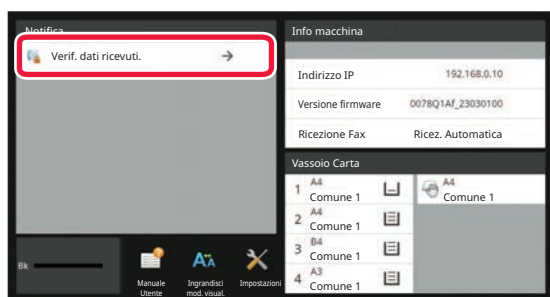 Notifica
Verif. dati ricevuti.
Info macchina
Indirizzo IP 192.168.0.10
Versione firmware 0078Q1Af_23030100
Ricezione Fax Ricez. Automatica
Vassoio Carta
1 A4
Comune 1
A4
Comune 1
2 A4
Comune 1
3 B4
Comune 1
4 A3
Comune 1
Bk
Manuale
Utente
Ingrandisci
mod. visual.
Impostazioni